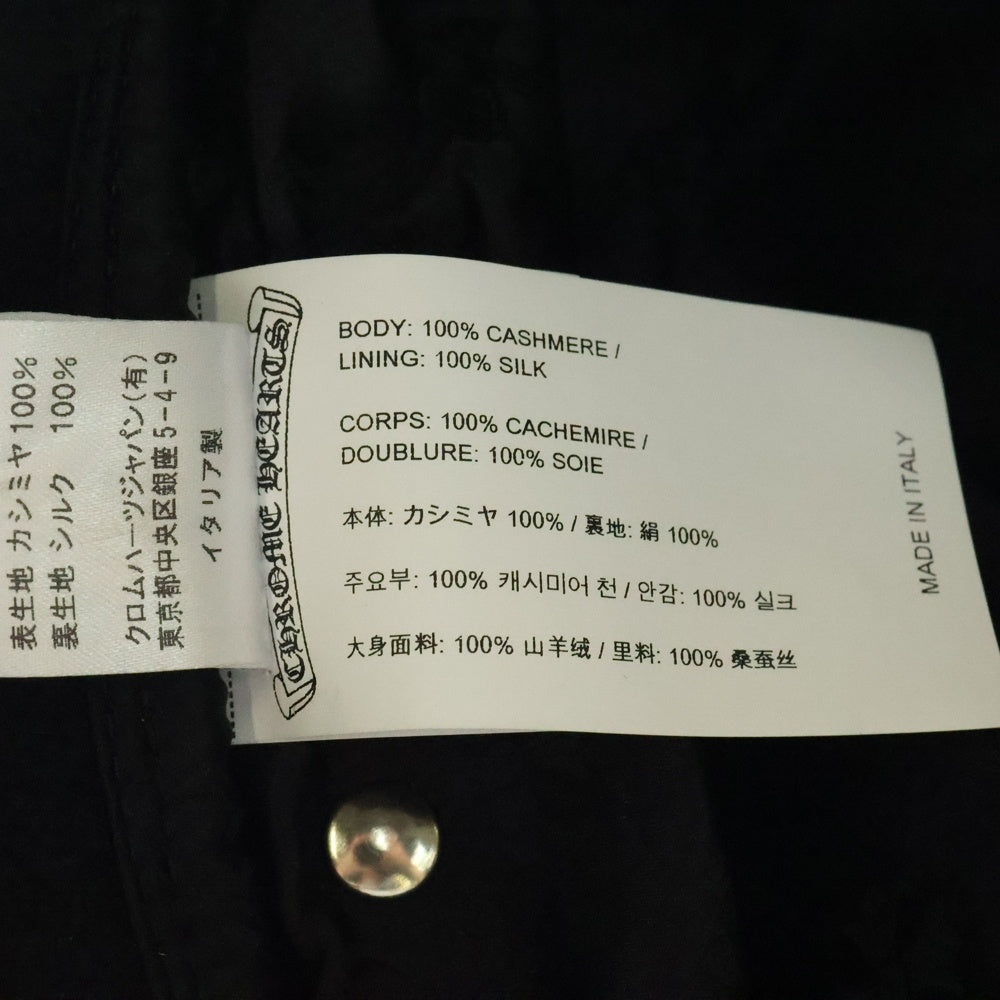 表生地 カシミヤ 100%
裏生地 シルク 100%
クロムハーツジャパン(有)
東京都中央区銀座5-4-9
イタリア製
CHROME HEARTS
BODY: 100% CASHMERE /
LINING: 100% SILK
CORPS: 100% CACHEMIRE /
DOUBLURE: 100% SOIE
本体: カシミヤ 100% / 裏地: 絹 100%
주요부: 100% 캐시미어 천 / 안감: 100% 실크
大身面料: 100% 山羊绒 / 里料: 100% 桑蚕丝
MADE IN ITALY